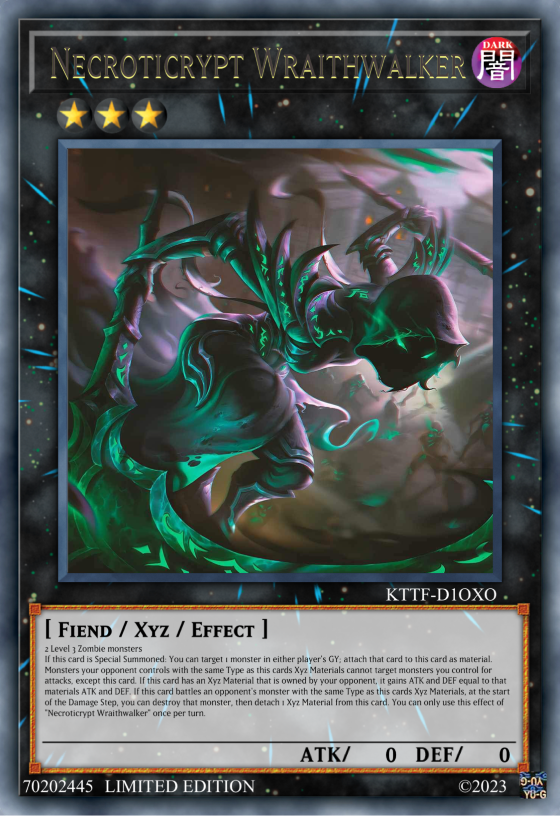 Necroticrypt Wraithwalker
DARK
闇
KTTF-D1OXO
[ Fiend / Xyz / Effect ]
2 Level 3 Zombie monsters
If this card is Special Summoned: You can target 1 monster in either player's GY; attach that card to this card as material.
Monsters your opponent controls with the same Type as this cards Xyz Materials cannot target monsters you control for
attacks, except this card. If this card has an Xyz Material that is owned by your opponent, it gains ATK and DEF equal to that
materials ATK and DEF. If this card battles an opponent's monster with the same Type as this cards Xyz Materials, at the start
of the Damage Step, you can destroy that monster, then detach 1 Xyz Material from this card. You can only use this effect of
"Necroticrypt Wraithwalker" once per turn.
ATK/ 0 DEF/ 0
70202445 LIMITED EDITION ©2023